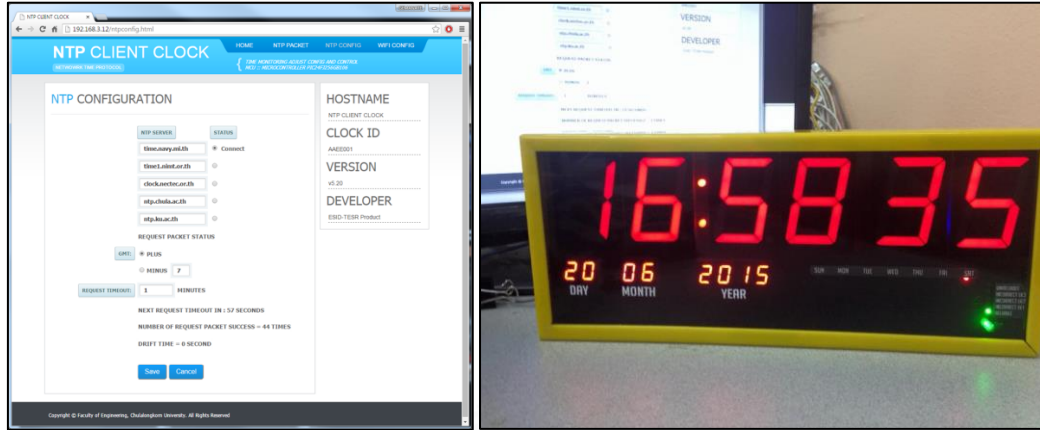 NTP CLIENT CLOCK
192.168.3.12/ntpconfig.html
NTP CLIENT CLOCK
HOME NTP PACKET NTP CONFIG WIFI CONFIG
NETWORK TIME PROTOCOL
TIME MONITORING ADJUST CONFIG AND CONTROL
NTP CONFIGURATION
NTP SERVER STATUS
time.navy.mi.th Connect
time1.nimt.or.th
clock.nectec.or.th
ntp.chula.ac.th
ntp.ku.ac.th
REQUEST PACKET STATUS
GMT: PLUS
MINUS 7
REQUEST TIMEOUT: 1 MINUTES
NEXT REQUEST TIMEOUT IN : 57 SECONDS
NUMBER OF REQUEST PACKET SUCCESS = 44 TIMES
DRIFT TIME = 0 SECOND
Save Cancel
HOSTNAME
NTP CLIENT CLOCK
CLOCK ID
AAEE001
VERSION
v5.20
DEVELOPER
ESID-TESR Product
Copyright © Faculty of Engineering, Chulalongkorn University. All Rights Reserved
VERSION
DEVELOPER
REQUEST PACKET STATUS
16:58 35
20 06 2015
DAY MONTH YEAR
SUN MON TUE WED THU FRI SAT